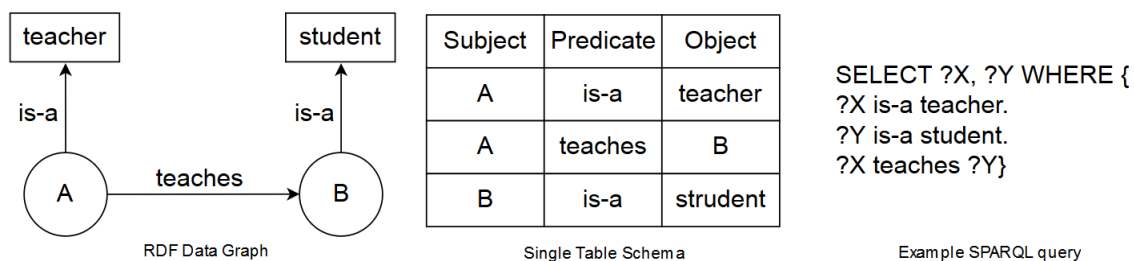 teacher
student
is-a
is-a
A
teaches
B
RDF Data Graph
Subject Predicate Object
A is-a teacher
A teaches B
B is-a strudent
Single Table Schema
SELECT ?X, ?Y WHERE {
?X is-a teacher.
?Y is-a student.
?X teaches ?Y}
Example SPARQL query